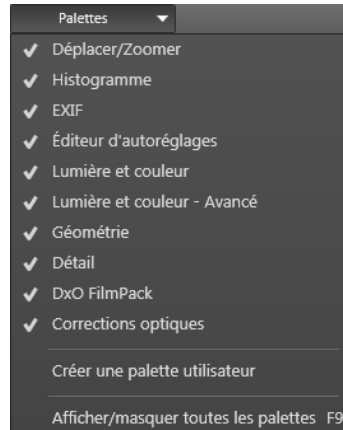 Palettes
Déplacer/Zoomer
Histogramme
EXIF
Éditeur d'autoréglages
Lumière et couleur
Lumière et couleur - Avancé
Géométrie
Détail
DxO FilmPack
Corrections optiques
Créer une palette utilisateur
Afficher/masquer toutes les palettes F9